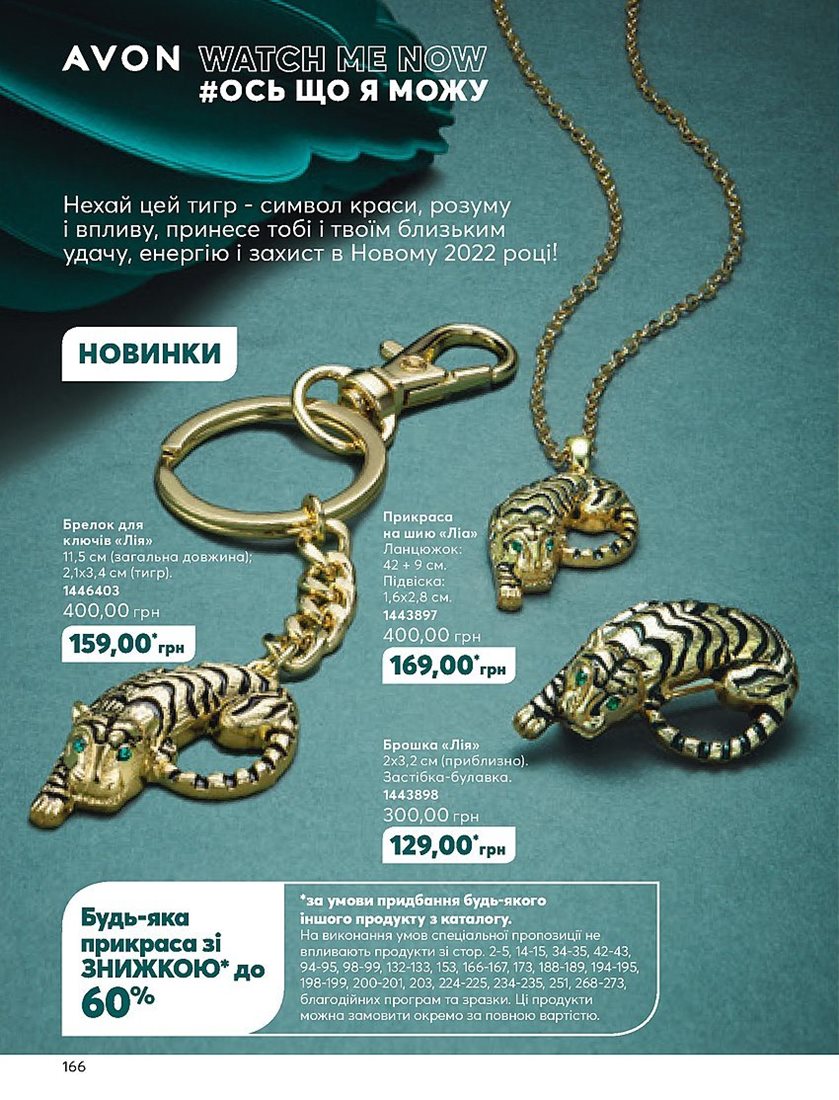 AVON WATCH ME NOW
#ОСЬ ЩО Я МОЖУ
Нехай цей тигр - символ краси, розуму
і впливу, принесе тобі і твоїм близьким
удачу, енергію і захист в Новому 2022 році!
НОВИНКИ
Брелок для
ключів «Лія»
11,5 см (загальна довжина);
2,1х3,4 см (тигр).
1446403
400,00 грн
159,00*грн
Прикраса
на шию «Ліа»
Ланцюжок:
42 + 9 см.
Підвіска:
1,6х2,8 см.
1443897
400,00 грн
169,00*грн
Брошка «Лія»
2х3,2 см (приблизно).
Застібка-булавка.
1443898
300,00 грн
129,00*грн
Будь-яка
прикраса зі
ЗНИЖКОЮ* до
60%
*за умови придбання будь-якого
іншого продукту з каталогу.
На виконання умов спеціальної пропозиції не
впливають продукти зі стор. 2-5, 14-15, 34-35, 42-43,
94-95, 98-99, 132-133, 153, 166-167, 173, 188-189, 194-195,
198-199, 200-201, 203, 224-225, 234-235, 251, 268-273,
благодійних програм та зразки. Ці продукти
можна замовити окремо за повною вартістю.
166